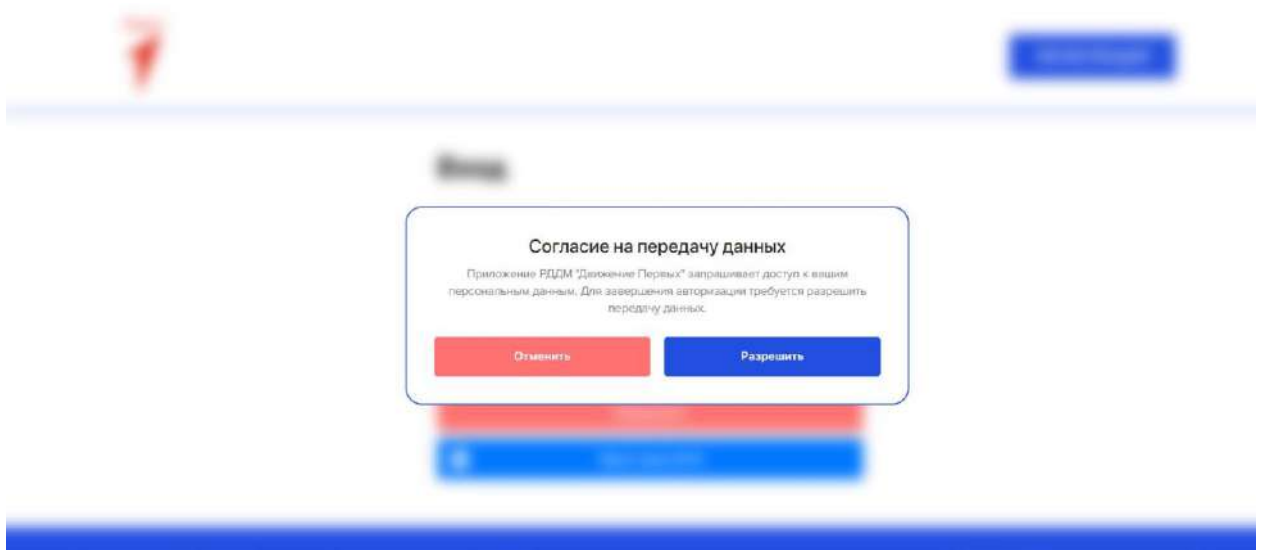 Вход
Согласие на передачу данных
Приложение РДДМ "Движение Первых" запрашивает доступ к вашим
персональным данным. Для завершения авторизации требуется разрешить
передачу данных.
Отменить
Разрешить